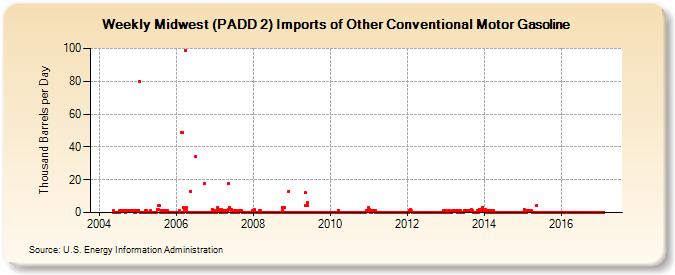 Weekly Midwest (PADD 2) Imports of Other Conventional Motor Gasoline
Thousand Barrels per Day
100
80
60
40
20
0
2004 2006 2008 2010 2012 2014 2016
Source: U.S. Energy Information Administration